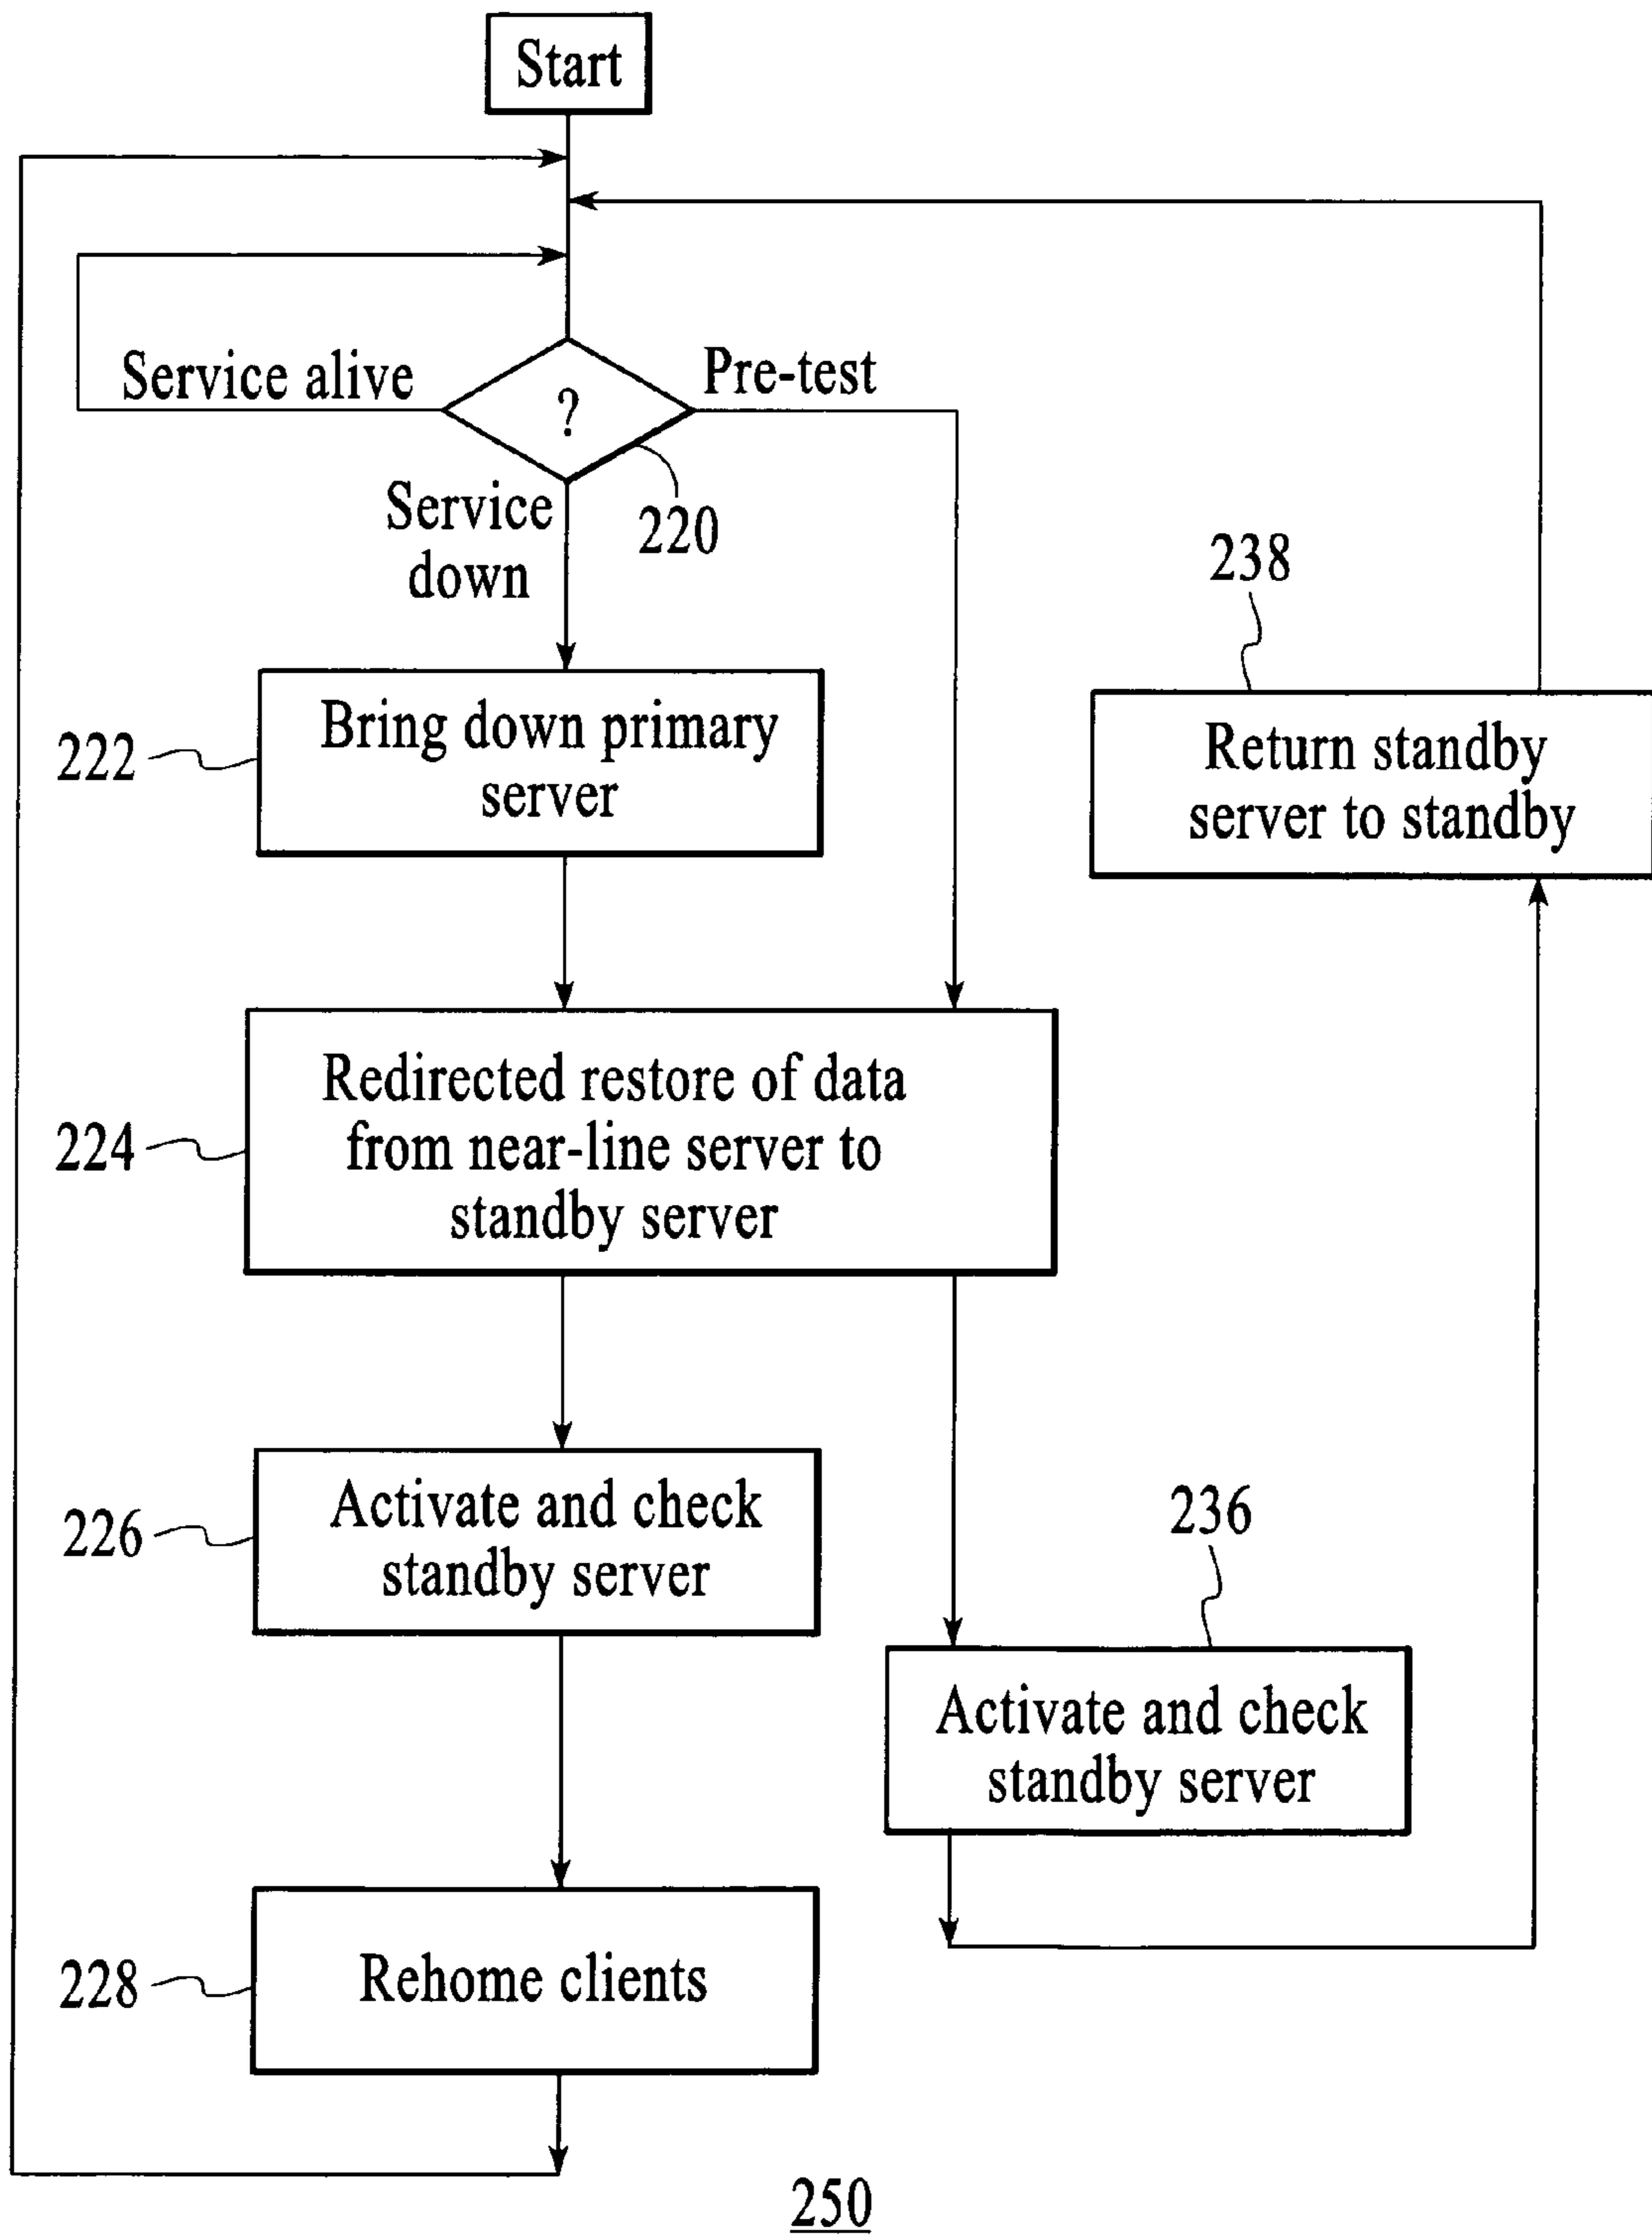 Start
Service alive
?
Pre-test
Service
down
220
238
222
Bring down primary
server
Return standby
server to standby
224
Redirected restore of data
from near-line server to
standby server
226
Activate and check
standby server
236
Activate and check
standby server
228
Rehome clients
250